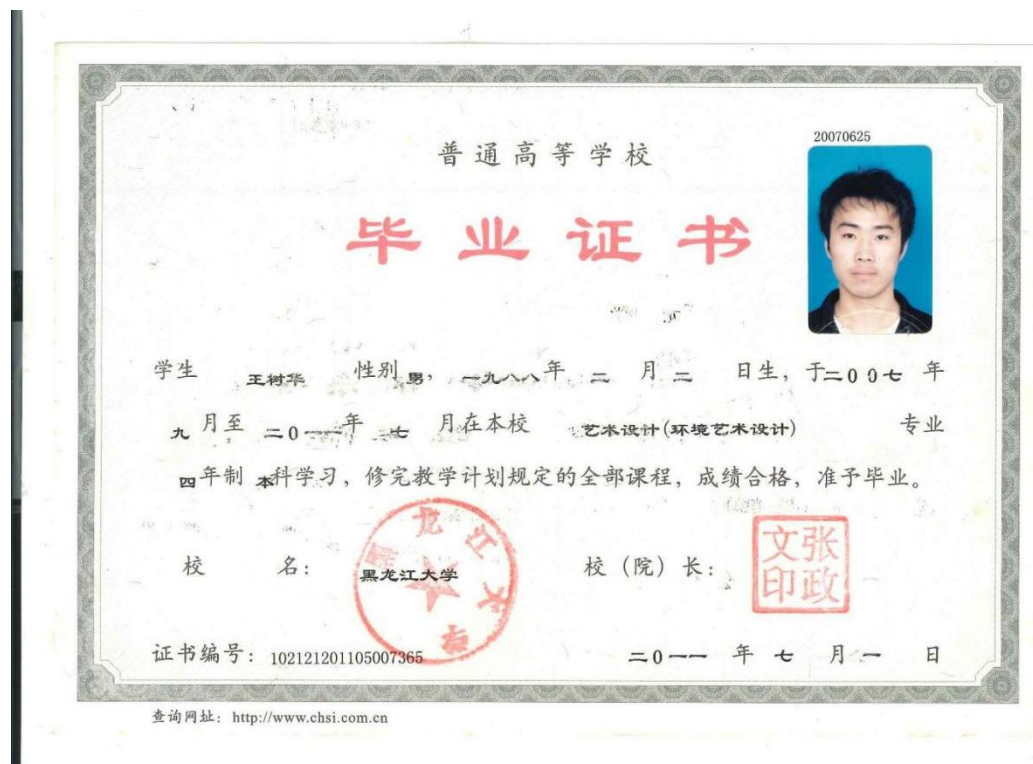 20070625
普通高等学校
毕业证书
学生 王树华 性别 男， 一九八八年 二 月 二 日生，于二00七 年
九 月至 二0一一年 七 月在本校 艺术设计(环境艺术设计) 专业
四年制 本科学习，修完教学计划规定的全部课程，成绩合格，准予毕业。
校 名： 黑龙江大学 校（院）长：
黑龙江大学
张政文印
证书编号：102121201105007365 二0一一 年 七 月 一 日
查询网址：http://www.chsi.com.cn